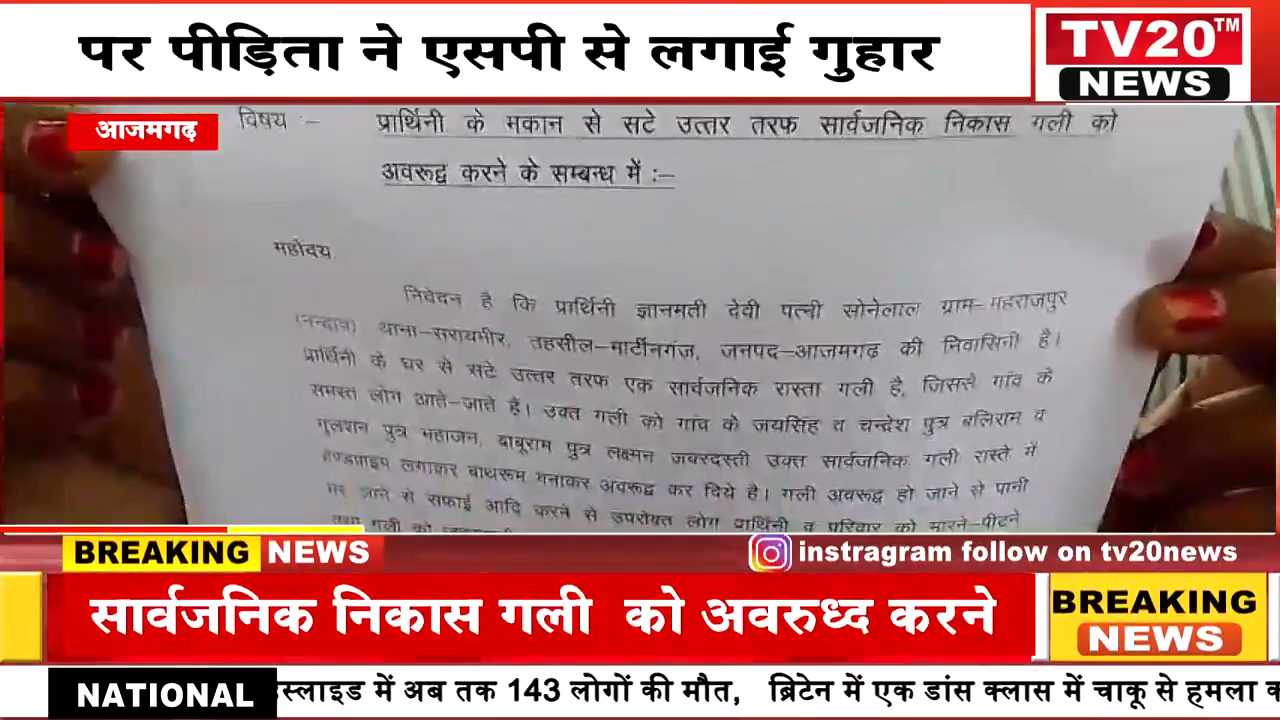 पर पीड़िता ने एसपी से लगाई गुहार
TV20™
NEWS
आजमगढ़
विषय :- प्रार्थिनी के मकान से सटे उत्तर तरफ सार्वजनिक निकास गली को
अवरूद्व करने के सम्बन्ध में :–
महोदय
निवेदन है कि प्रार्थिनी ज्ञानमती देवी पत्नी सोनेलाल ग्राम–महराजपुर
(नन्दाव) थाना–सरायमीर, तहसील–मार्टीनगंज, जनपद–आजमगढ़ की निवासिनी है।
प्रार्थिनी के घर से सटे उत्तर तरफ एक सार्वजनिक रास्ता गली है, जिससे गांव के
समस्त लोग आते–जाते हैं। उक्त गली को गांव के जयसिंह व चन्देश पुत्र बलिराम व
गुलशन पुत्र महाजन, दाबूराम पुत्र लक्ष्मन जबरदस्ती उक्त सार्वजनिक गली रास्ते में
हैण्डपाइप लगाकर बाथरूम बनाकर अवरूद्व कर दिये है। गली अवरूद्व हो जाने से पानी
भर जाने से सफाई आदि करने से उपरोक्त लोग प्रार्थिनी व परिवार को मारने–पीटने
तथा गली को
BREAKING NEWS
instragram follow on tv20news
सार्वजनिक निकास गली को अवरुध्द करने
BREAKING
NEWS
NATIONAL
स्लाइड में अब तक 143 लोगों की मौत, ब्रिटेन में एक डांस क्लास में चाकू से हमला